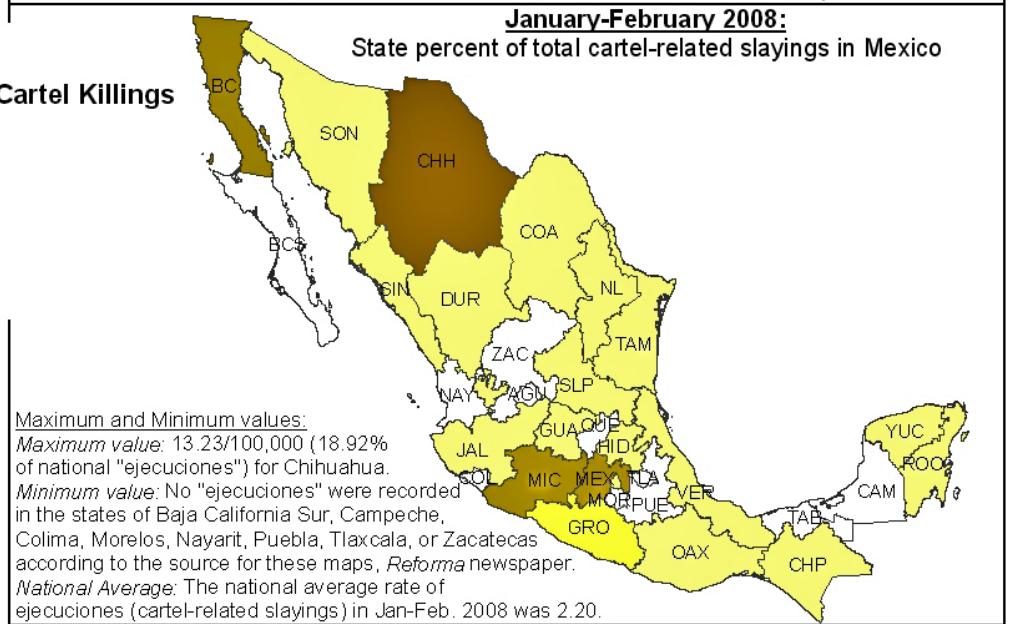 January-February 2008:
State percent of total cartel-related slayings in Mexico
Cartel Killings
BC
SON
CHH
COA
BCS
SIN
DUR
NL
TAM
ZAC
NAY
AGU
SLP
GUA
QUE
HID
JAL
COL
MIC
MEX
TLA
MOR
PUE
VER
GRO
OAX
TAB
CHP
CAM
YUC
ROO
Maximum and Minimum values:
Maximum value: 13.23/100,000 (18.92%
of national "ejecuciones") for Chihuahua.
Minimum value: No "ejecuciones" were recorded
in the states of Baja California Sur, Campeche,
Colima, Morelos, Nayarit, Puebla, Tlaxcala, or Zacatecas
according to the source for these maps, Reforma newspaper.
National Average: The national average rate of
ejecuciones (cartel-related slayings) in Jan-Feb. 2008 was 2.20.